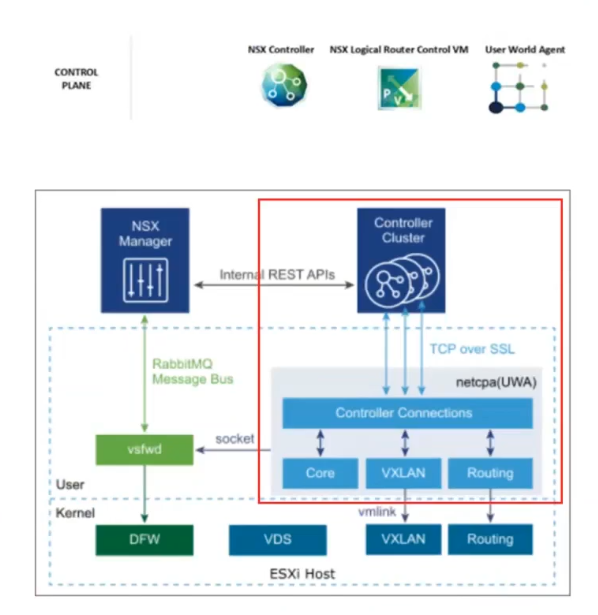 NSX Controller
NSX Logical Router Control VM
User World Agent
CONTROL
PLANE
P
V
NSX
Manager
Controller
Cluster
Internal REST APIs
RabbitMQ
Message Bus
TCP over SSL
netcpa(UWA)
Controller Connections
vsfwd
socket
Core
VXLAN
Routing
User
Kernel
vmlink
DFW
VDS
VXLAN
Routing
ESXi Host